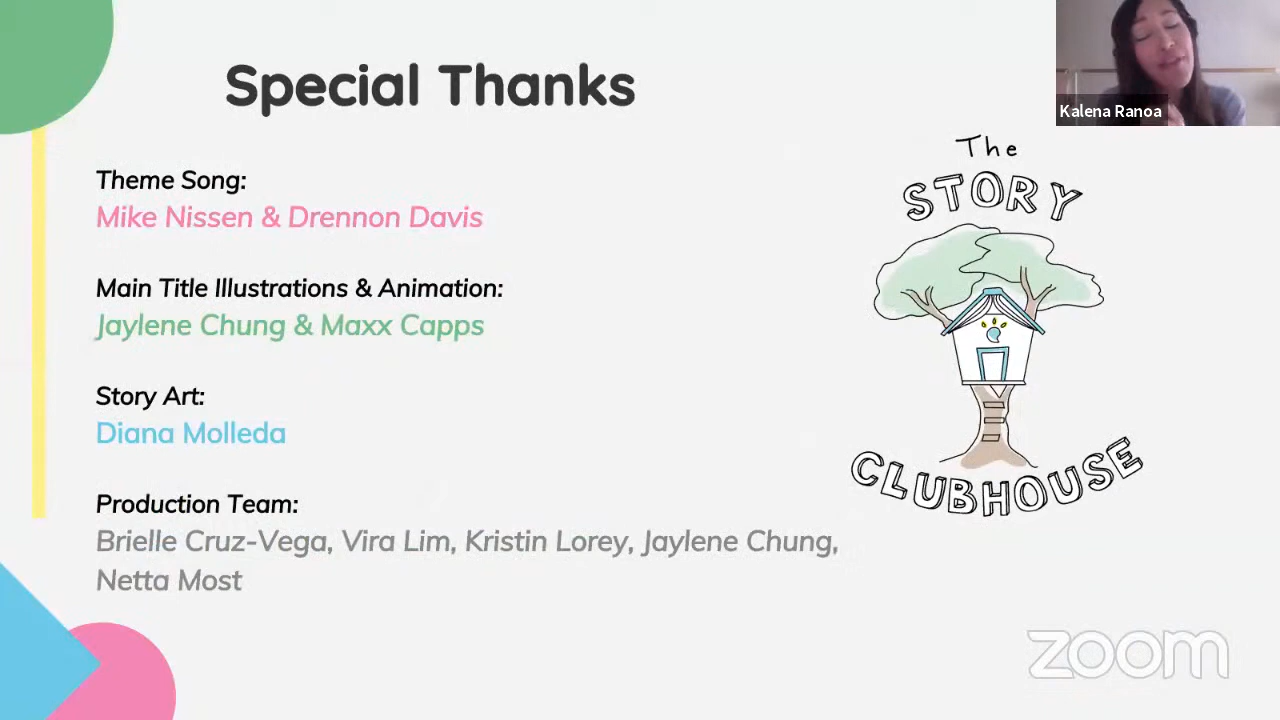 Special Thanks
Kalena Ranoa
Theme Song:
Mike Nissen & Drennon Davis
Main Title Illustrations & Animation:
Jaylene Chung & Maxx Capps
Story Art:
Diana Molleda
Production Team:
Brielle Cruz-Vega, Vira Lim, Kristin Lorey, Jaylene Chung,
Netta Most
The
STORY
CLUBHOUSE
zoom